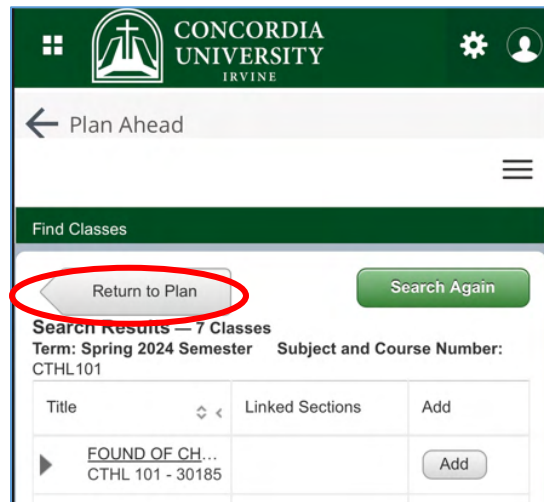 CONCORDIA
UNIVERSITY
IRVINE
Plan Ahead
Find Classes
Return to Plan
Search Again
Search Results — 7 Classes
Term: Spring 2024 Semester Subject and Course Number:
CTHL101
Title Linked Sections Add
FOUND OF CH...
CTHL 101 - 30185
Add